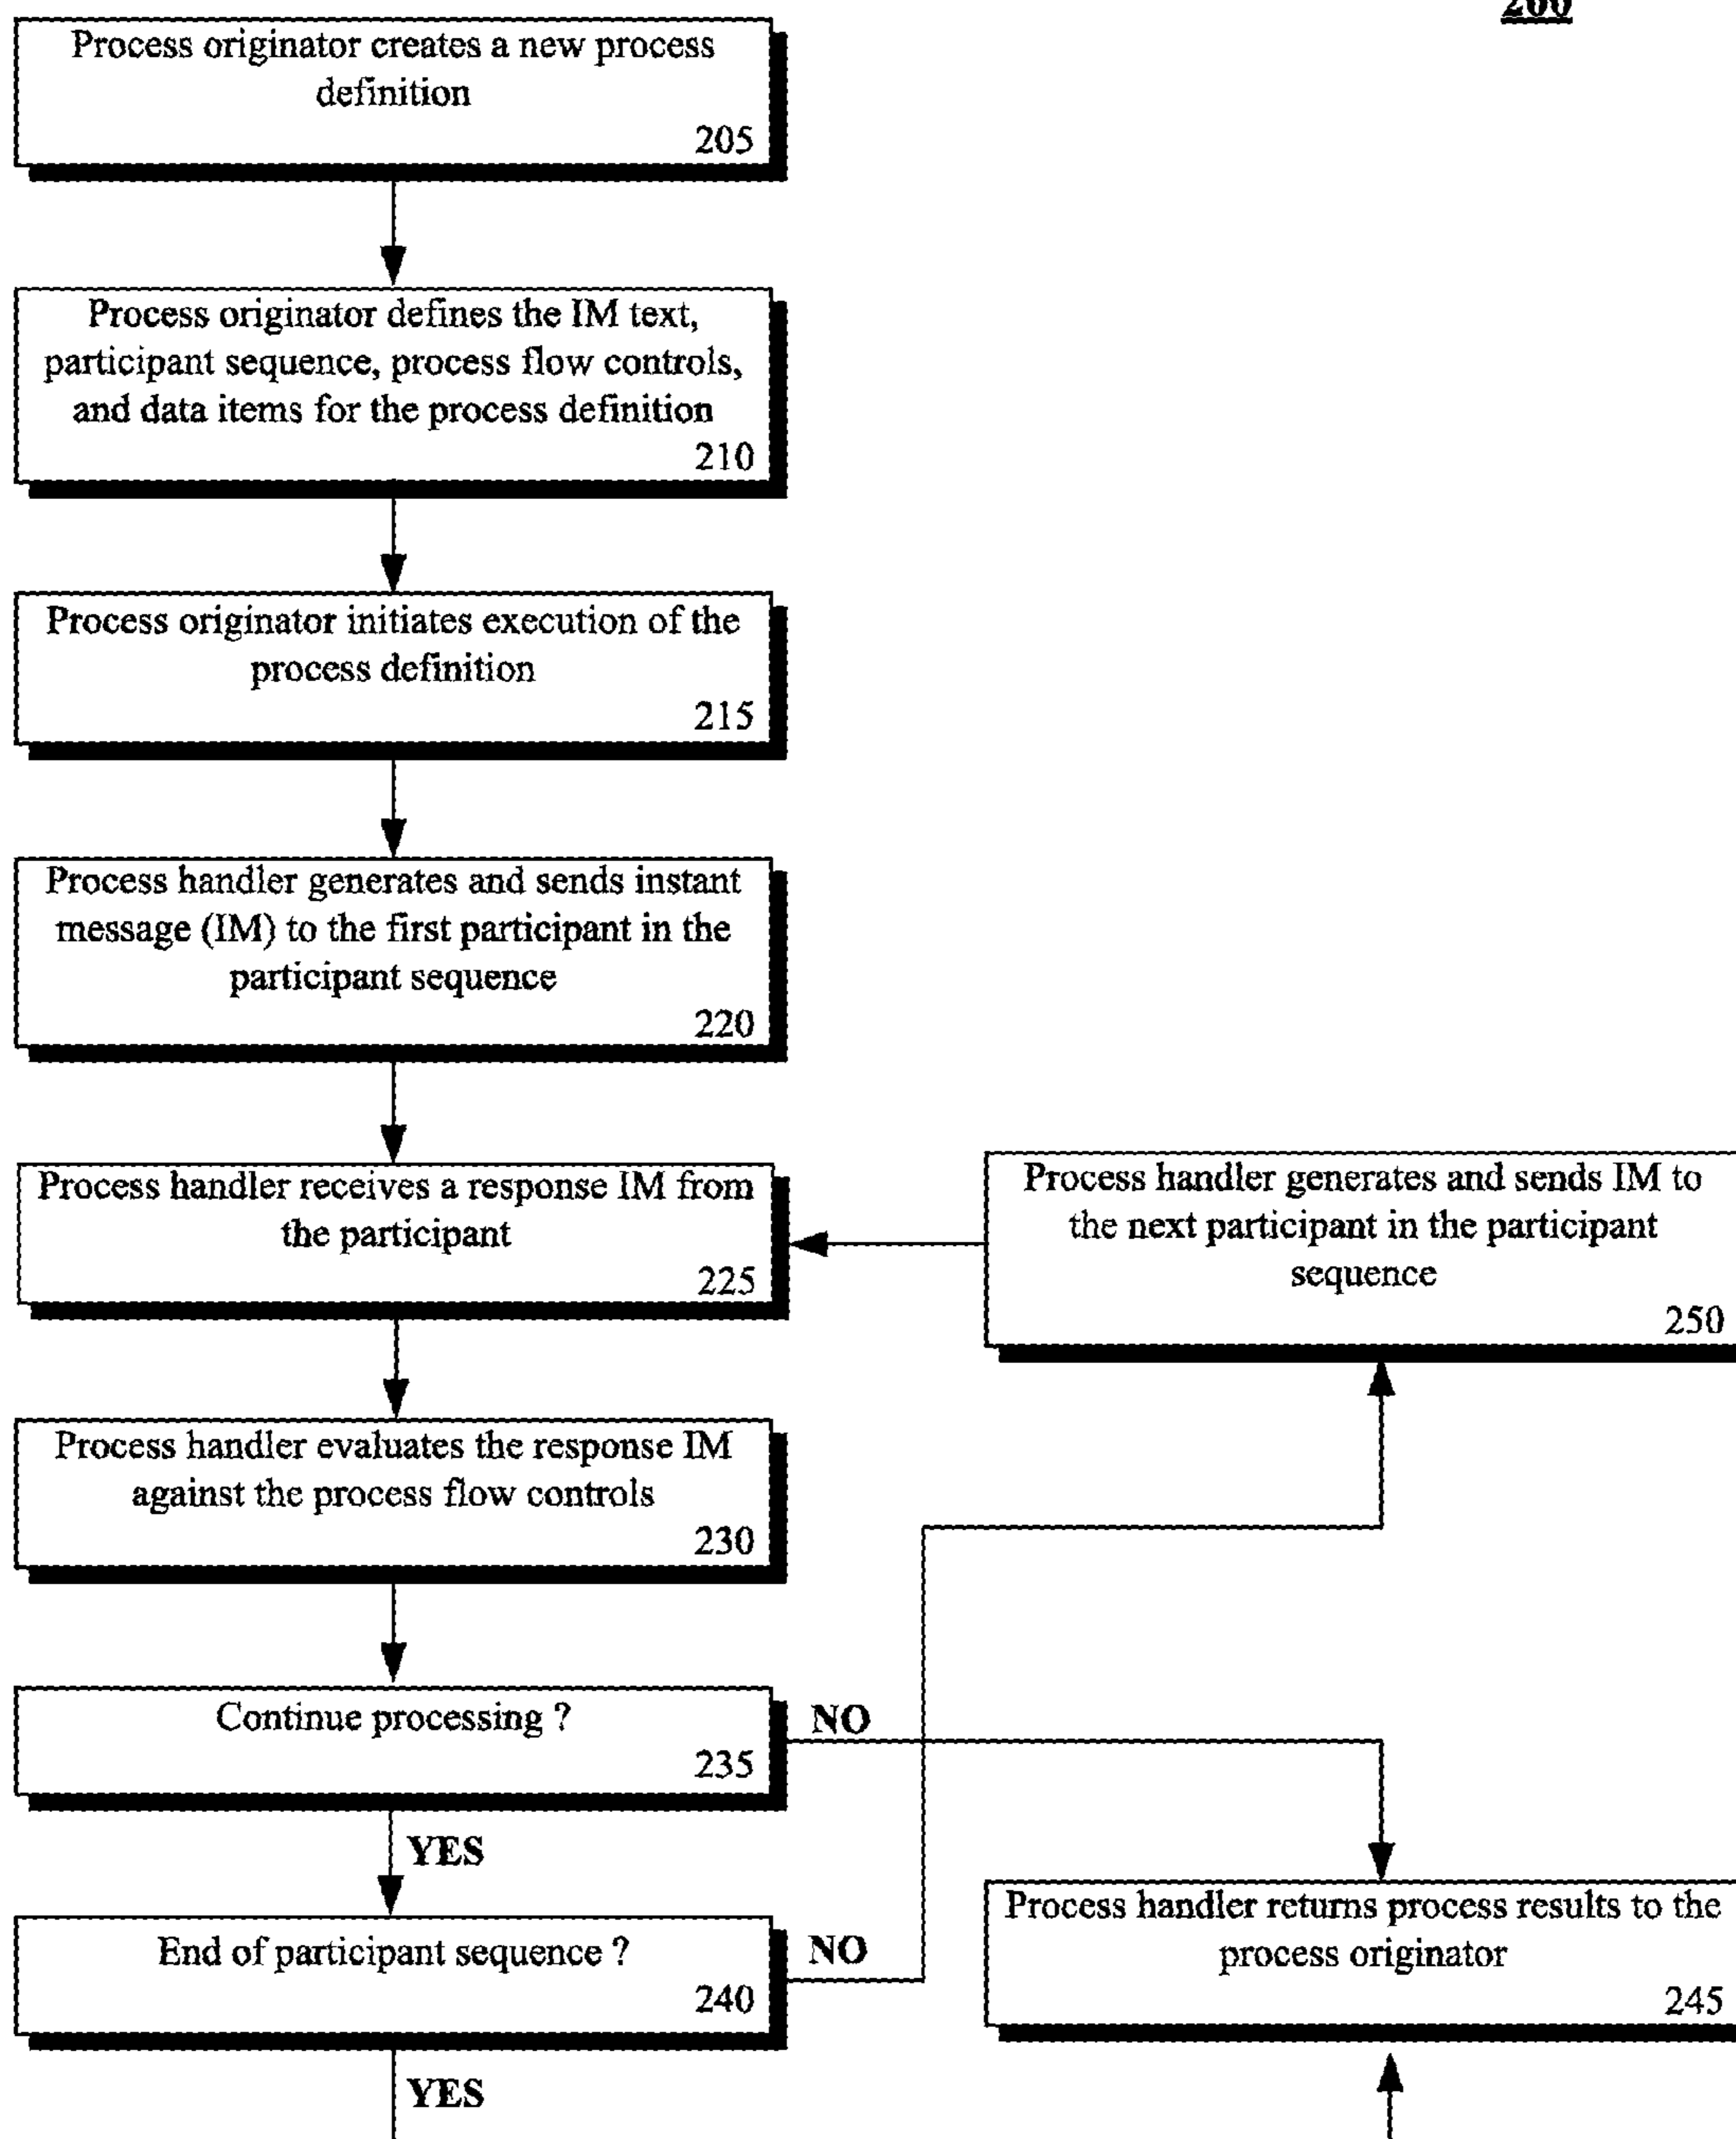 200
Process originator creates a new process
definition
205
Process originator defines the IM text,
participant sequence, process flow controls,
and data items for the process definition
210
Process originator initiates execution of the
process definition
215
Process handler generates and sends instant
message (IM) to the first participant in the
participant sequence
220
Process handler receives a response IM from
the participant
225
Process handler generates and sends IM to
the next participant in the participant
sequence
250
Process handler evaluates the response IM
against the process flow controls
230
Continue processing ?
235
NO
YES
End of participant sequence ?
240
NO
YES
Process handler returns process results to the
process originator
245